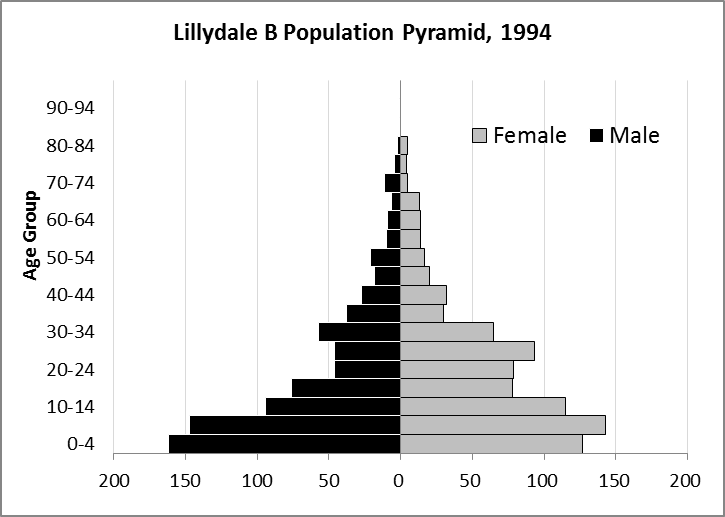 Lillydale B Population Pyramid, 1994
Age Group
90-94
80-84
70-74
60-64
50-54
40-44
30-34
20-24
10-14
0-4
Female Male
200 150 100 50 0 50 100 150 200